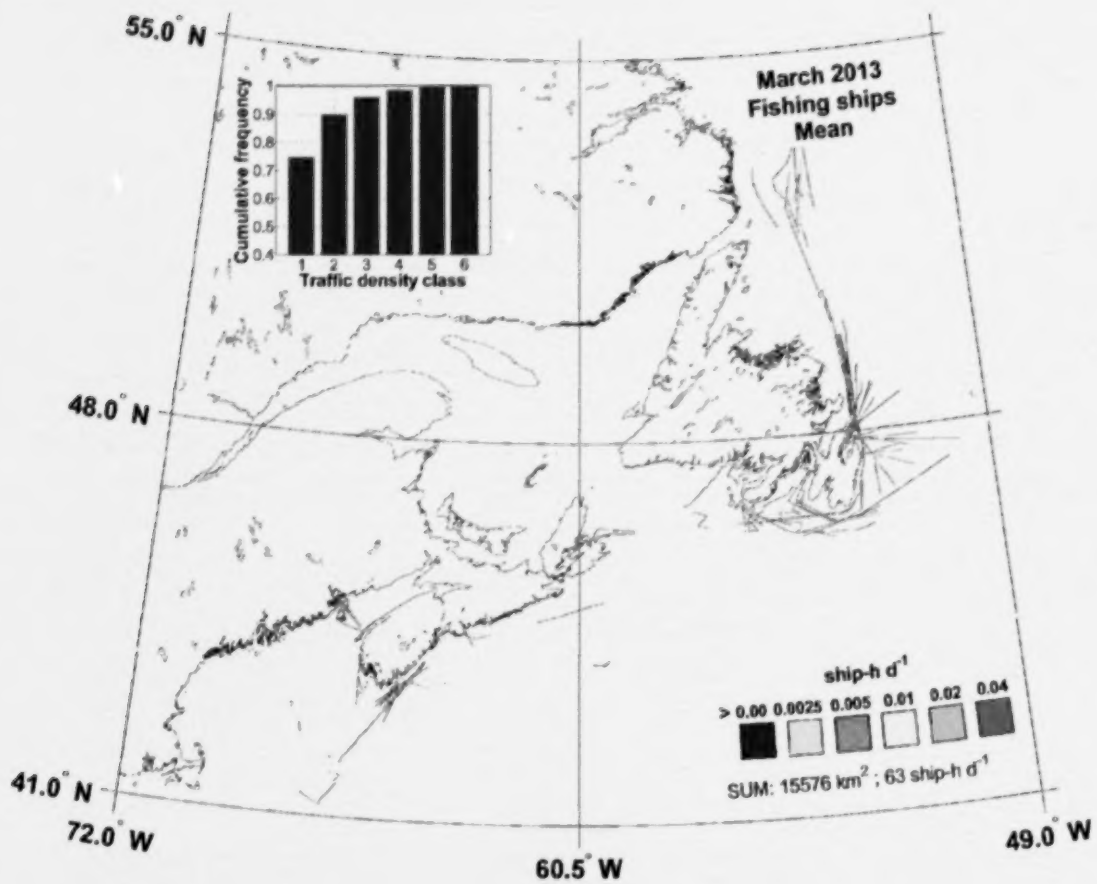 55.0° N
March 2013
Fishing ships
Mean
Cumulative frequency
1
0.9
0.8
0.7
0.6
0.5
0.4
1 2 3 4 5 6
Traffic density class
48.0° N
ship-h d⁻¹
> 0.00 0.0025 0.005 0.01 0.02 0.04
SUM: 15576 km² ; 63 ship-h d⁻¹
41.0° N
72.0° W
60.5° W
49.0° W